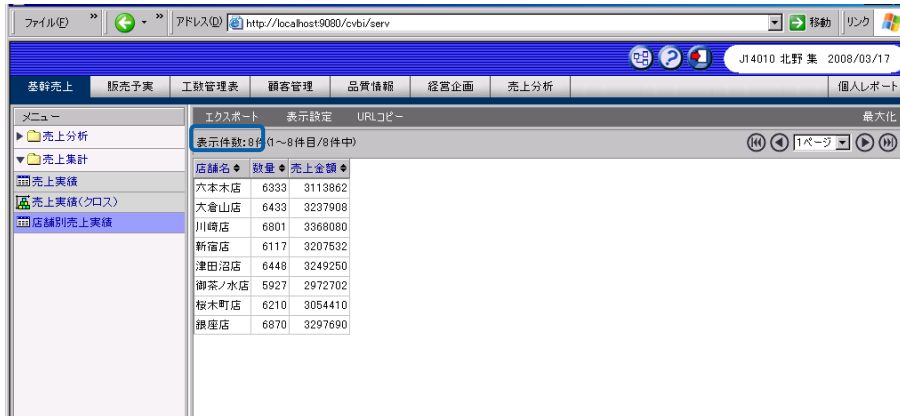 ファイル(F) » アドレス(D) http://localhost:9080/cvbi/serv 移動 リンク
J14010 北野 集 2008/03/17
基幹売上 販売予実 工数管理表 顧客管理 品質情報 経営企画 売上分析 個人レポート
メニュー エクスポート 表示設定 URLコピー 最大化
売上分析
売上集計
売上実績
売上実績(クロス)
店舗別売上実績
表示件数:8件(1～8件目/8件中) 1ページ
店舗名 数量 売上金額
六本木店 6333 3113862
大倉山店 6433 3237908
川崎店 6801 3368080
新宿店 6117 3207532
津田沼店 6448 3249250
御茶ノ水店 5927 2972702
桜木町店 6210 3054410
銀座店 6870 3297690